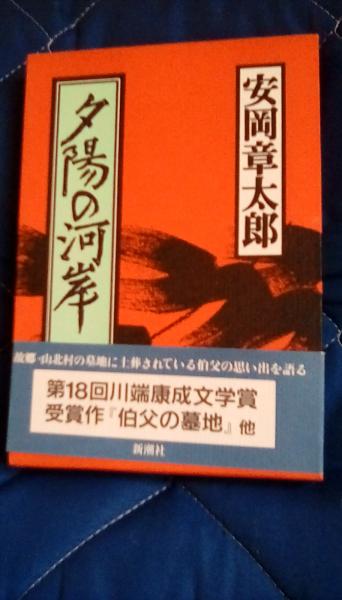 安岡章太郎
夕陽の河岸
故郷・山北村の墓地に土葬されている伯父の思い出を語る
第18回川端康成文学賞
受賞作『伯父の墓地』他
新潮社